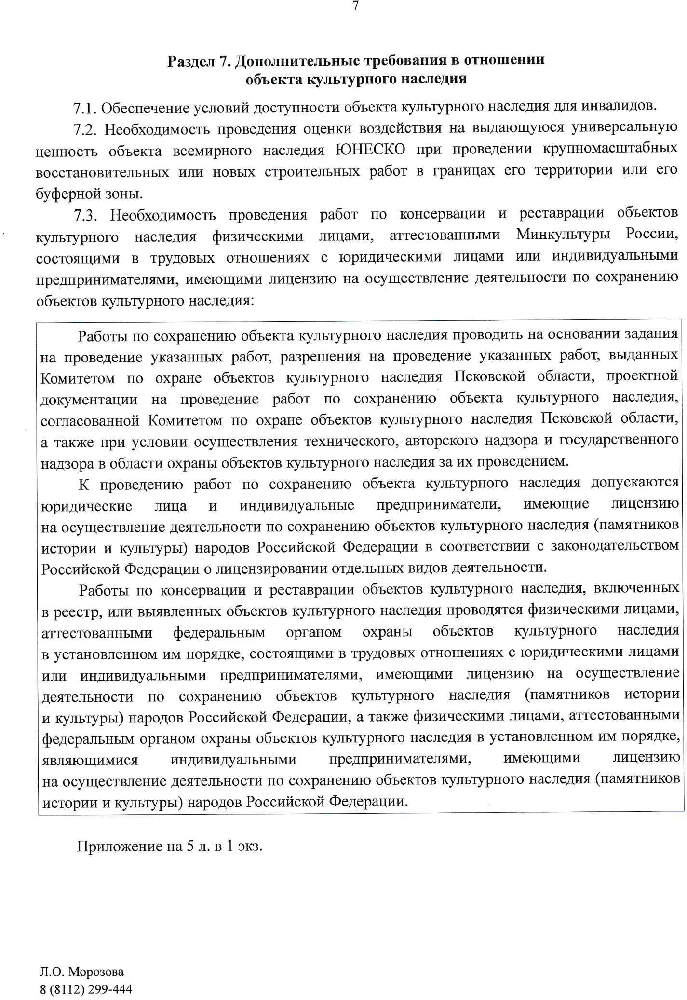 7
Раздел 7. Дополнительные требования в отношении
объекта культурного наследия
7.1. Обеспечение условий доступности объекта культурного наследия для инвалидов.
7.2. Необходимость проведения оценки воздействия на выдающуюся универсальную
ценность объекта всемирного наследия ЮНЕСКО при проведении крупномасштабных
восстановительных или новых строительных работ в границах его территории или его
буферной зоны.
7.3. Необходимость проведения работ по консервации и реставрации объектов
культурного наследия физическими лицами, аттестованными Минкультуры России,
состоящими в трудовых отношениях с юридическими лицами или индивидуальными
предпринимателями, имеющими лицензию на осуществление деятельности по сохранению
объектов культурного наследия:
Работы по сохранению объекта культурного наследия проводить на основании задания
на проведение указанных работ, разрешения на проведение указанных работ, выданных
Комитетом по охране объектов культурного наследия Псковской области, проектной
документации на проведение работ по сохранению объекта культурного наследия,
согласованной Комитетом по охране объектов культурного наследия Псковской области,
а также при условии осуществления технического, авторского надзора и государственного
надзора в области охраны объектов культурного наследия за их проведением.
К проведению работ по сохранению объекта культурного наследия допускаются
юридические лица и индивидуальные предприниматели, имеющие лицензию
на осуществление деятельности по сохранению объектов культурного наследия (памятников
истории и культуры) народов Российской Федерации в соответствии с законодательством
Российской Федерации о лицензировании отдельных видов деятельности.
Работы по консервации и реставрации объектов культурного наследия, включенных
в реестр, или выявленных объектов культурного наследия проводятся физическими лицами,
аттестованными федеральным органом охраны объектов культурного наследия
в установленном им порядке, состоящими в трудовых отношениях с юридическими лицами
или индивидуальными предпринимателями, имеющими лицензию на осуществление
деятельности по сохранению объектов культурного наследия (памятников истории
и культуры) народов Российской Федерации, а также физическими лицами, аттестованными
федеральным органом охраны объектов культурного наследия в установленном им порядке,
являющимися индивидуальными предпринимателями, имеющими лицензию
на осуществление деятельности по сохранению объектов культурного наследия (памятников
истории и культуры) народов Российской Федерации.
Приложение на 5 л. в 1 экз.
Л.О. Морозова
8 (8112) 299-444